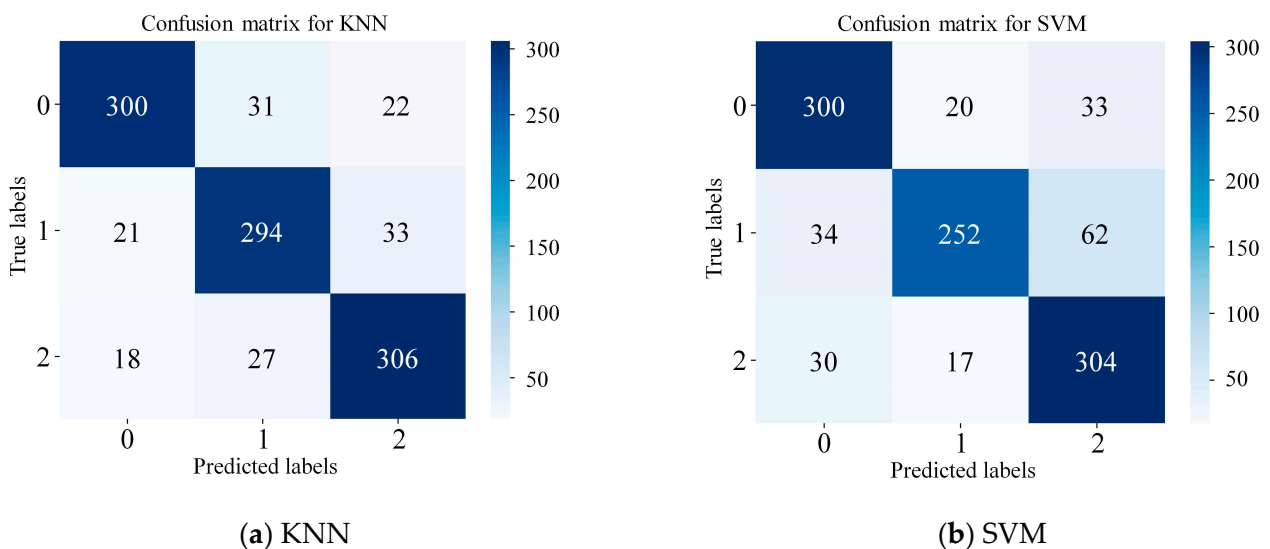 Confusion matrix for KNN
0 300 31 22
1 21 294 33
2 18 27 306
0 1 2
Predicted labels
True labels
300
250
200
150
100
50
(a) KNN
Confusion matrix for SVM
0 300 20 33
1 34 252 62
2 30 17 304
0 1 2
Predicted labels
True labels
300
250
200
150
100
50
(b) SVM